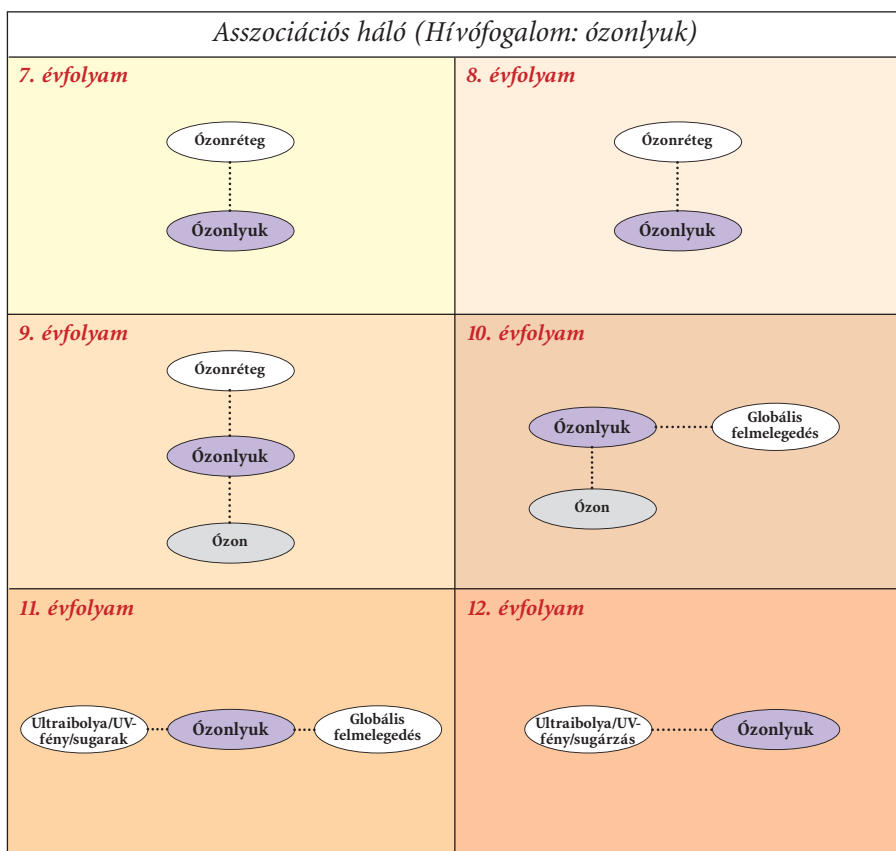 Asszociációs háló (Hívófogalom: ózonlyuk)
7. évfolyam
Ózonréteg
Ózonlyuk
8. évfolyam
Ózonréteg
Ózonlyuk
9. évfolyam
Ózonréteg
Ózonlyuk
Ózon
10. évfolyam
Ózonlyuk
Globális
felmelegedés
Ózon
11. évfolyam
Ultraibolya/UV-
fény/sugarak
Ózonlyuk
Globális
felmelegedés
12. évfolyam
Ultraibolya/UV-
fény/sugárzás
Ózonlyuk